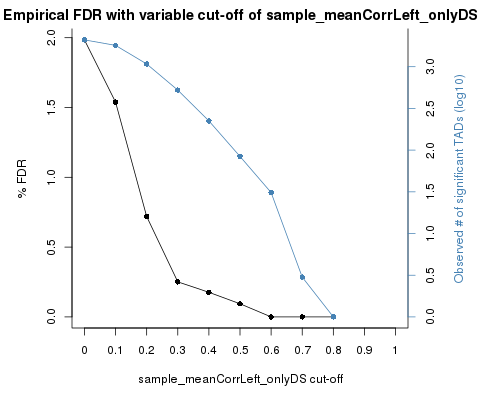 Empirical FDR with variable cut-off of sample_meanCorrLeft_onlyDS
% FDR
0.0 0.5 1.0 1.5 2.0
0.0 0.5 1.0 1.5 2.0 2.5 3.0
Observed # of significant TADs (log10)
0 0.1 0.2 0.3 0.4 0.5 0.6 0.7 0.8 0.9 1
sample_meanCorrLeft_onlyDS cut-off